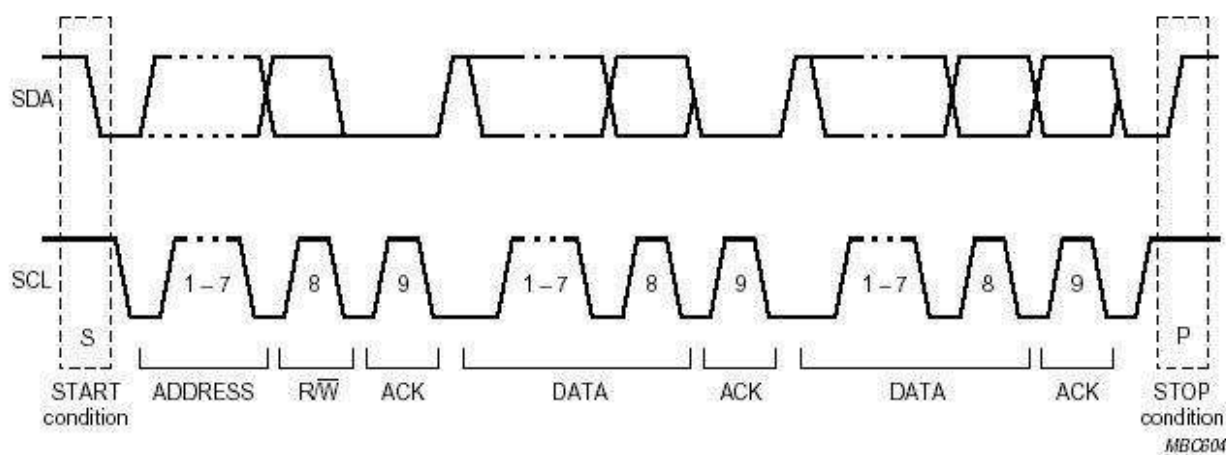 SDA
SCL
1 – 7
8
9
1 – 7
8
9
1 – 7
8
9
S
P
START
condition
ADDRESS
R/W̅
ACK
DATA
ACK
DATA
ACK
STOP
condition
MBC604